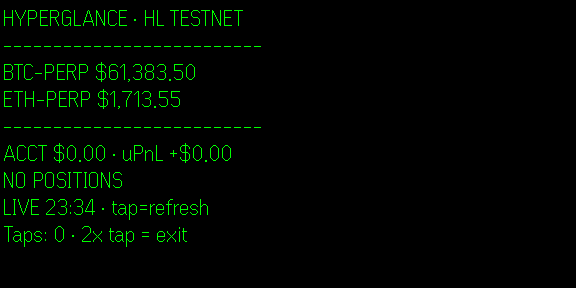 HYPERGLANCE · HL TESTNET
--------------------------
BTC-PERP $61,383.50
ETH-PERP $1,713.55
--------------------------
ACCT $0.00 · uPnL +$0.00
NO POSITIONS
LIVE 23:34 · tap=refresh
Taps: 0 · 2x tap = exit